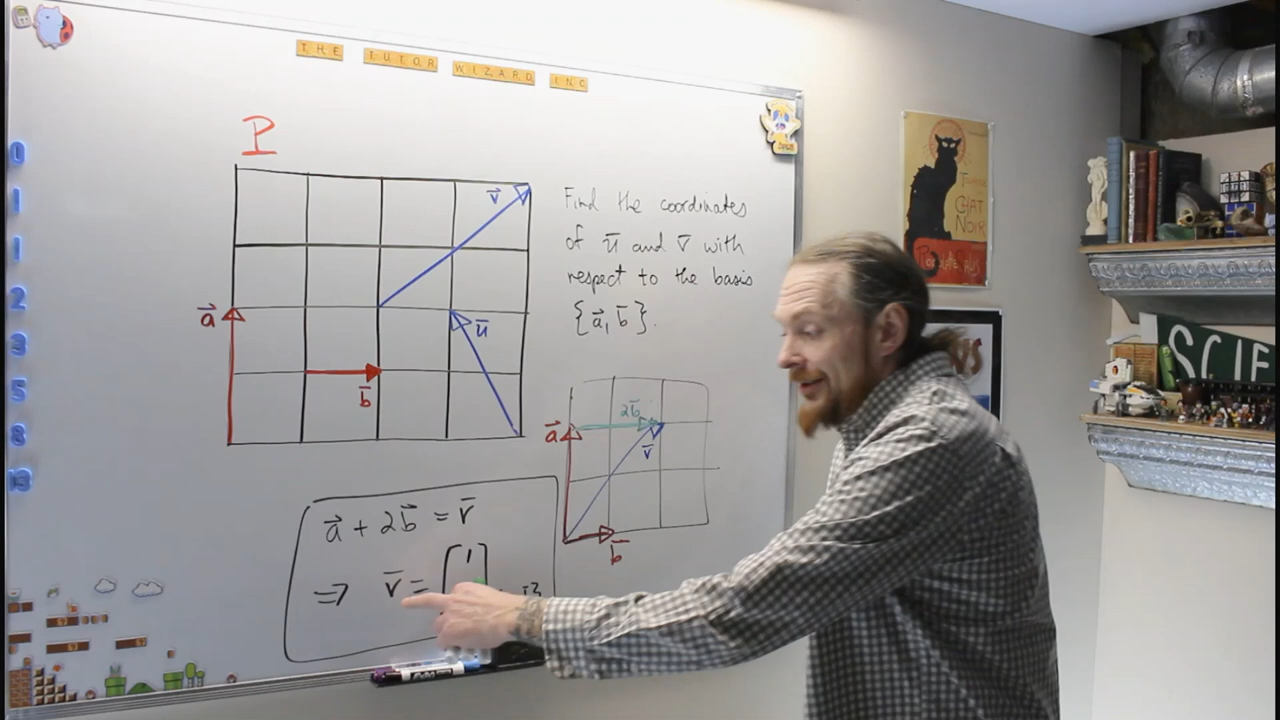 THE TUTOR WIZARD INC
P
v⃗
Find the coordinates
of u̅ and v̅ with
respect to the basis
{a⃗, b̅}.
a⃗
u̅
b̅
2b̅
a⃗
v̅
b̅
a⃗ + 2b⃗ = v̅
⇒ v̅ = [1
0
1
1
2
3
5
8
13
CHAT
NOIR
SCIE